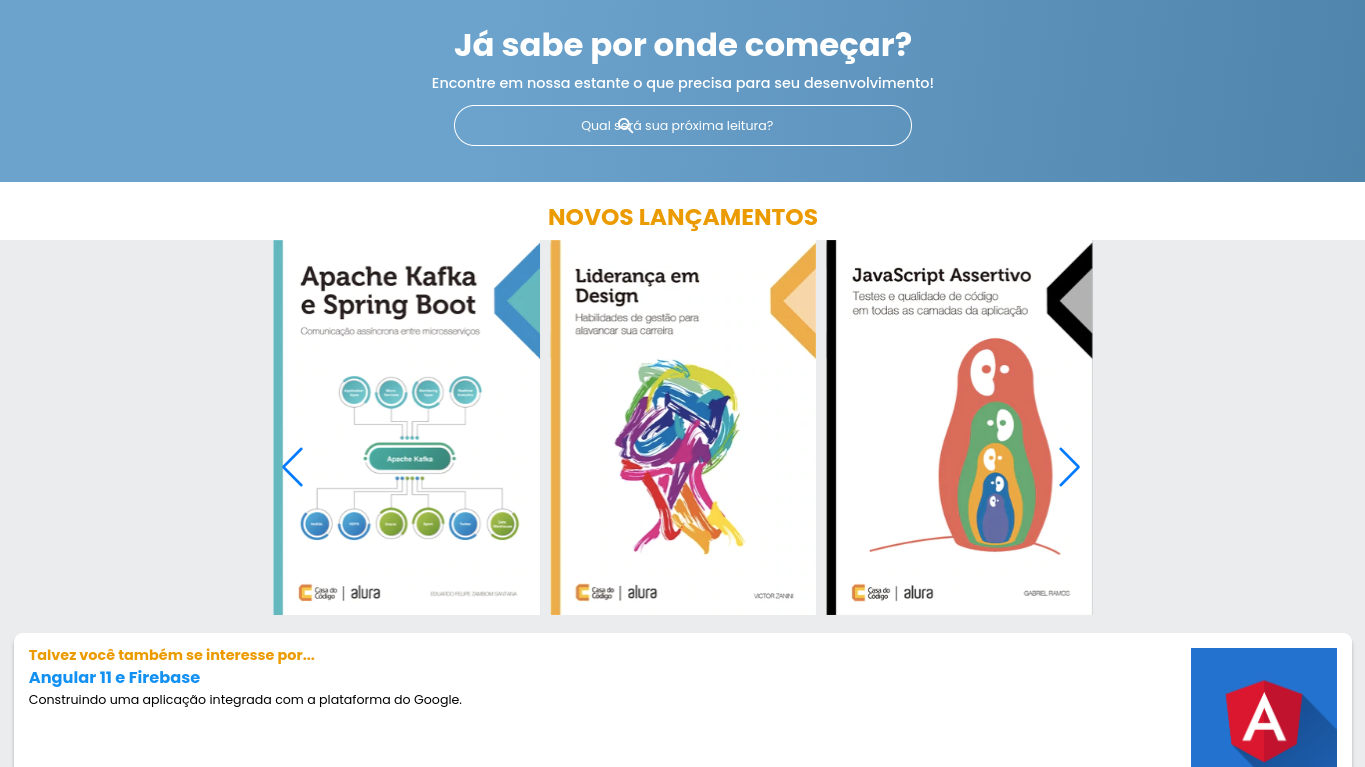 Já sabe por onde começar?
Encontre em nossa estante o que precisa para seu desenvolvimento!
Qual será sua próxima leitura?
NOVOS LANÇAMENTOS
Apache Kafka
e Spring Boot
Comunicação assíncrona entre microsserviços
Apache Kafka
Casa do
Código
alura
EDUARDO FELIPE ZAMBOM SANTANA
Liderança em
Design
Habilidades de gestão para
alavancar sua carreira
Casa do
Código
alura
VICTOR ZANINI
JavaScript Assertivo
Testes e qualidade de código
em todas as camadas da aplicação
Casa do
Código
alura
GABRIEL RAMOS
Talvez você também se interesse por...
Angular 11 e Firebase
Construindo uma aplicação integrada com a plataforma do Google.
A